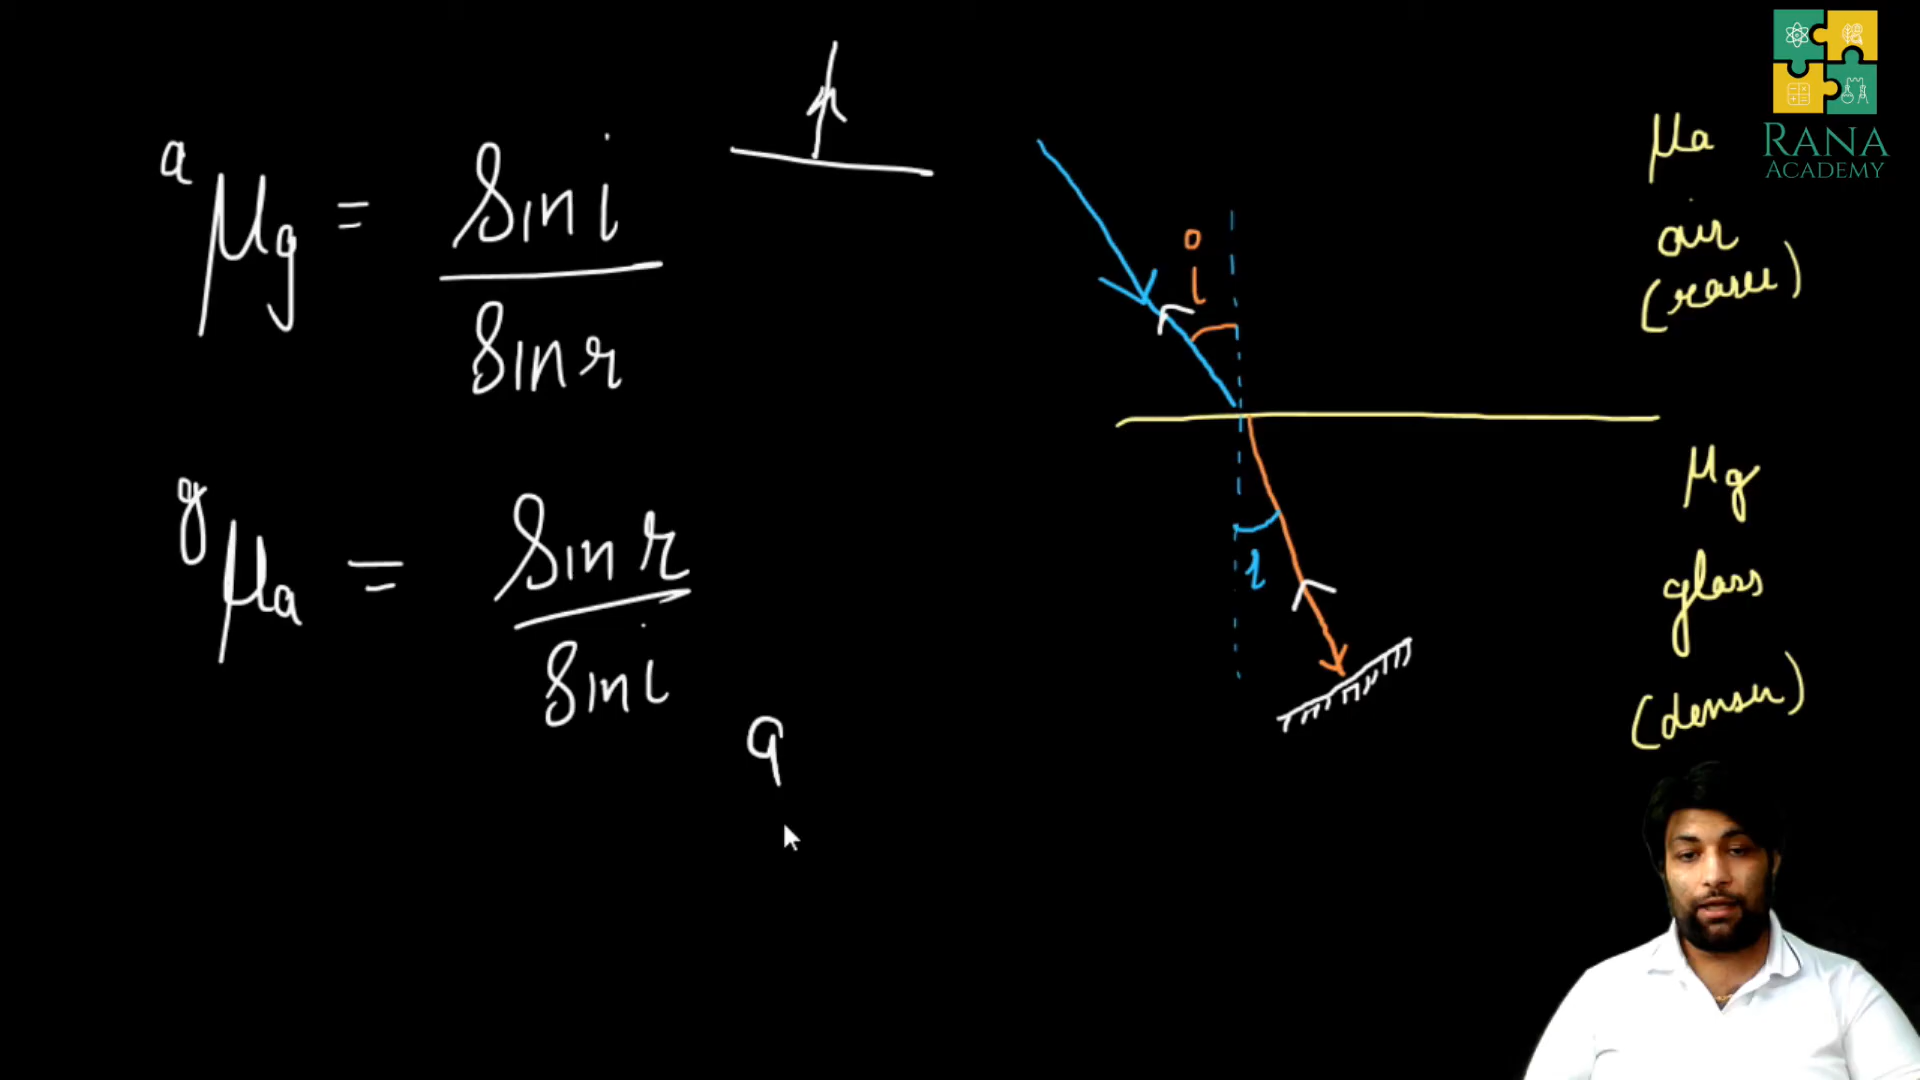 ᵃμg = sin i / sin r
ᵍμa = sin r / sin i
a
i
r
μa
air
(rarer)
μg
glass
(denser)
RANA
ACADEMY